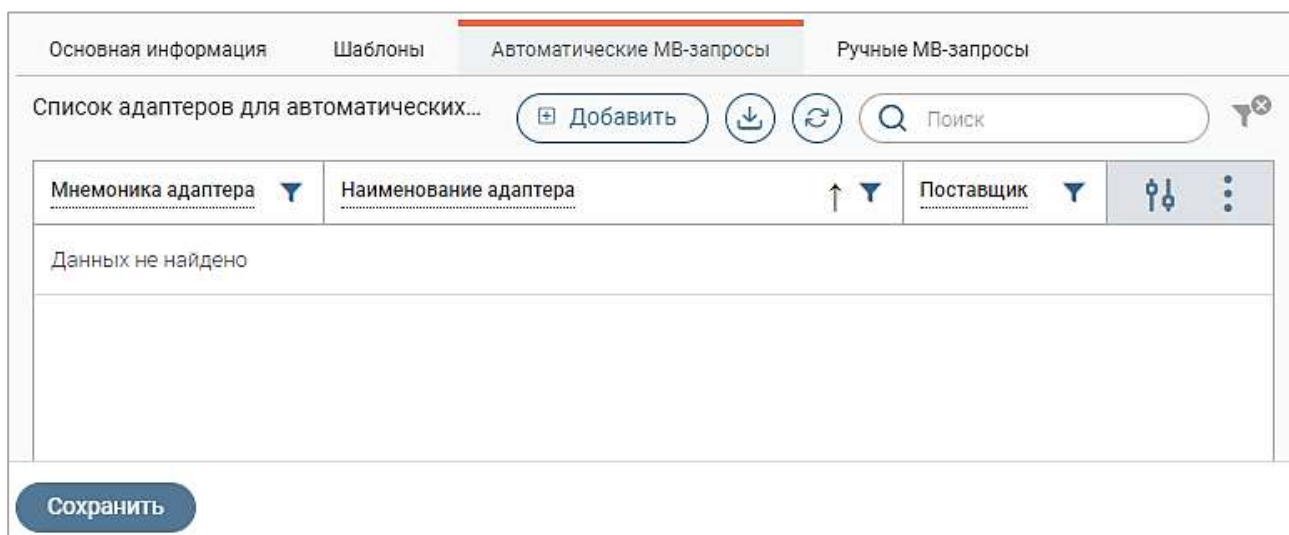 Основная информация Шаблоны Автоматические МВ-запросы Ручные МВ-запросы
Список адаптеров для автоматических... Добавить Поиск
Мнемоника адаптера Наименование адаптера ↑ Поставщик
Данных не найдено
Сохранить